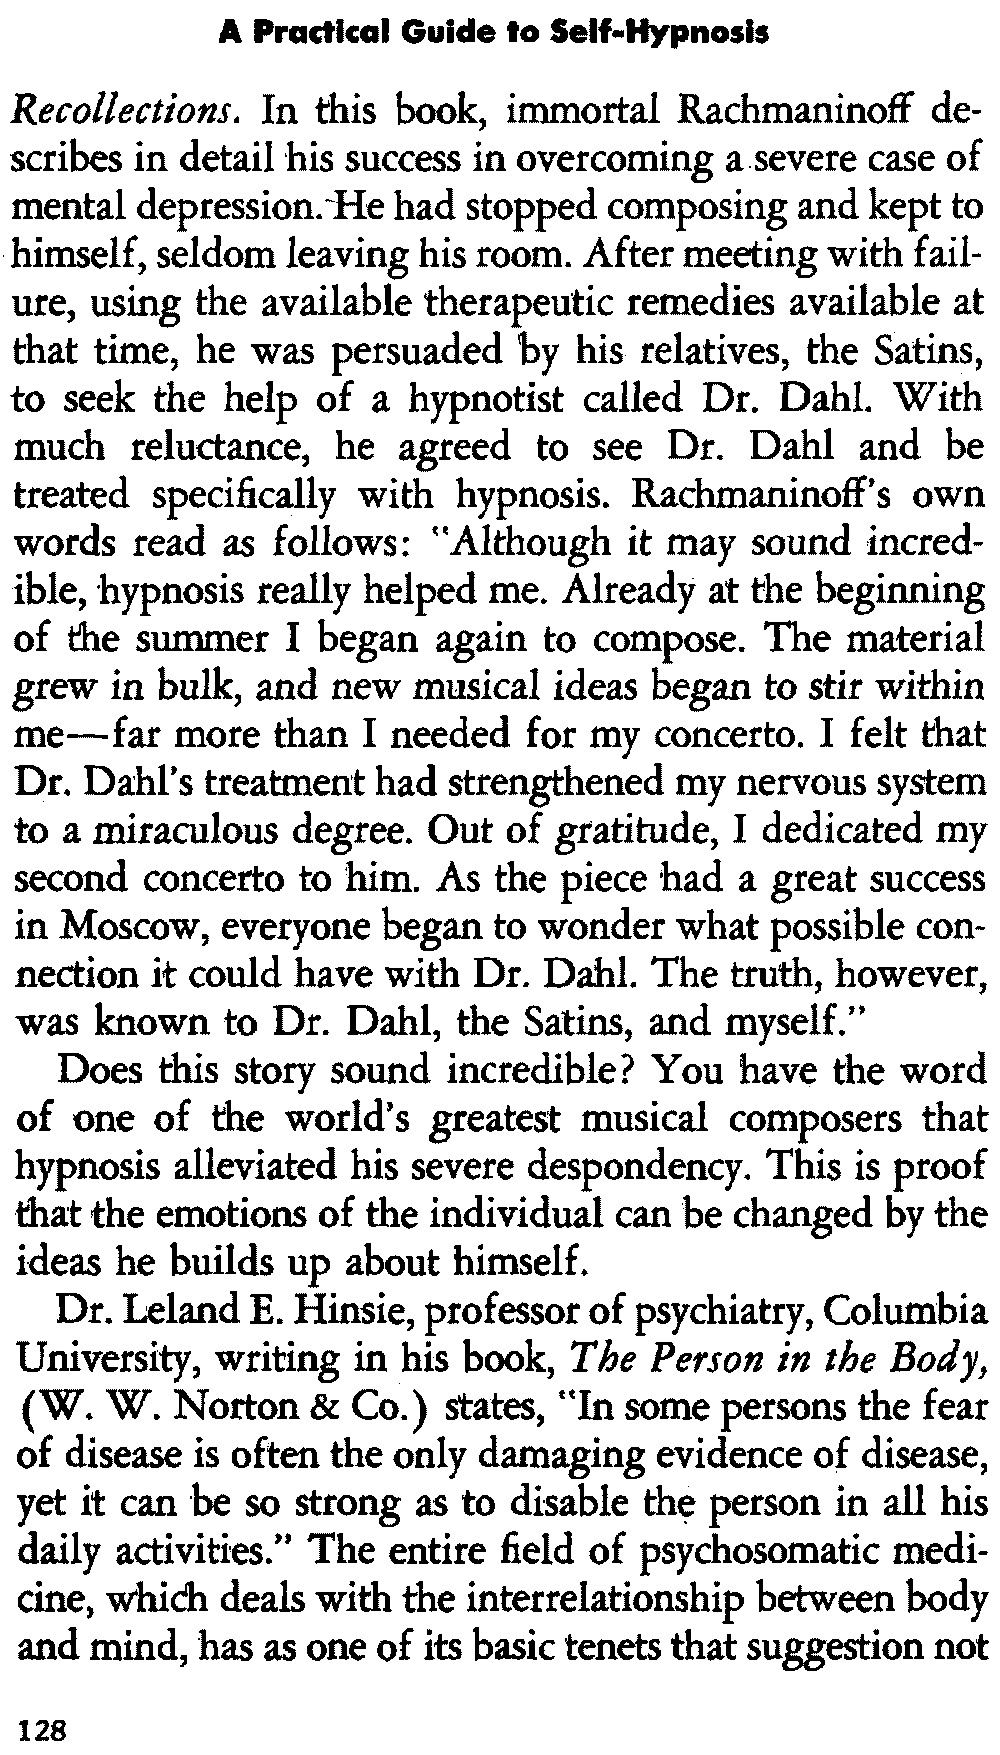 A Practical Guide to Self-Hypnosis
Recollections. In this book, immortal Rachmaninoff de-
scribes in detail his success in overcoming a severe case of
mental depression. He had stopped composing and kept to
himself, seldom leaving his room. After meeting with fail-
ure, using the available therapeutic remedies available at
that time, he was persuaded by his relatives, the Satins,
to seek the help of a hypnotist called Dr. Dahl. With
much reluctance, he agreed to see Dr. Dahl and be
treated specifically with hypnosis. Rachmaninoff's own
words read as follows: "Although it may sound incred-
ible, hypnosis really helped me. Already at the beginning
of the summer I began again to compose. The material
grew in bulk, and new musical ideas began to stir within
me—far more than I needed for my concerto. I felt that
Dr. Dahl's treatment had strengthened my nervous system
to a miraculous degree. Out of gratitude, I dedicated my
second concerto to him. As the piece had a great success
in Moscow, everyone began to wonder what possible con-
nection it could have with Dr. Dahl. The truth, however,
was known to Dr. Dahl, the Satins, and myself."
Does this story sound incredible? You have the word
of one of the world's greatest musical composers that
hypnosis alleviated his severe despondency. This is proof
that the emotions of the individual can be changed by the
ideas he builds up about himself.
Dr. Leland E. Hinsie, professor of psychiatry, Columbia
University, writing in his book, The Person in the Body,
(W. W. Norton & Co.) states, "In some persons the fear
of disease is often the only damaging evidence of disease,
yet it can be so strong as to disable the person in all his
daily activities." The entire field of psychosomatic medi-
cine, which deals with the interrelationship between body
and mind, has as one of its basic tenets that suggestion not
128